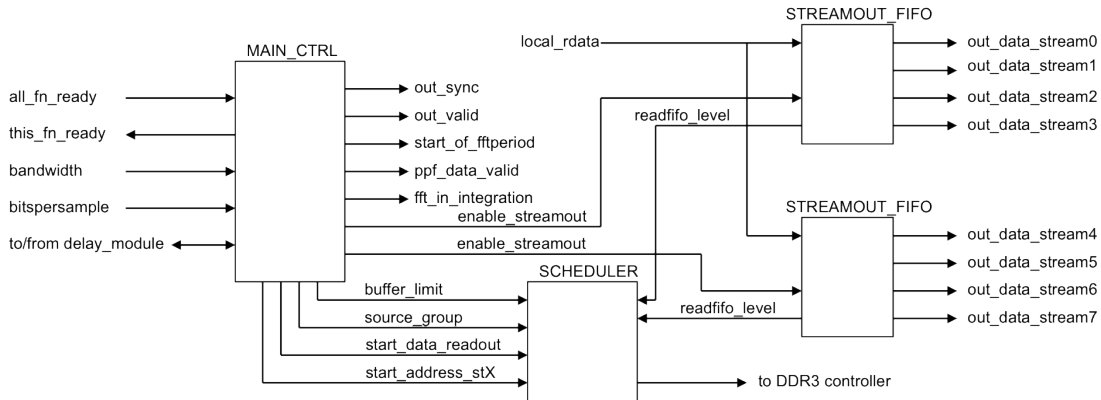 STREAMOUT_FIFO
local_rdata
out_data_stream0
out_data_stream1
out_data_stream2
out_data_stream3
readfifo_level
MAIN_CTRL
all_fn_ready
this_fn_ready
bandwidth
bitspersample
to/from delay_module
out_sync
out_valid
start_of_fftperiod
ppf_data_valid
fft_in_integration
enable_streamout
enable_streamout
STREAMOUT_FIFO
out_data_stream4
out_data_stream5
out_data_stream6
out_data_stream7
readfifo_level
SCHEDULER
buffer_limit
source_group
start_data_readout
start_address_stX
to DDR3 controller